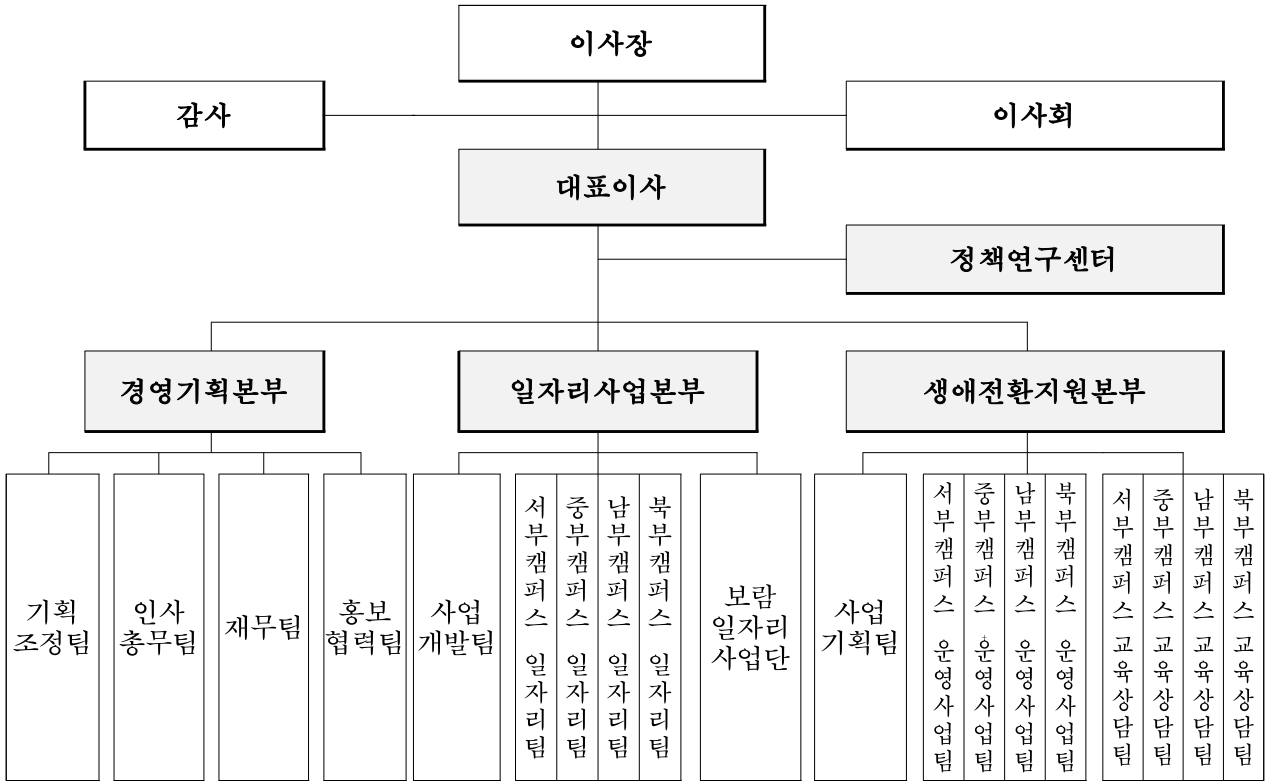 이사장
감사
이사회
대표이사
정책연구센터
경영기획본부
일자리사업본부
생애전환지원본부
기획
조정팀
인사
총무팀
재무팀
홍보
협력팀
사업
개발팀
서부캠퍼스 일자리팀
중부캠퍼스 일자리팀
남부캠퍼스 일자리팀
북부캠퍼스 일자리팀
보람
일자리
사업단
사업
기획팀
서부캠퍼스 운영사업팀
중부캠퍼스 운영사업팀
남부캠퍼스 운영사업팀
북부캠퍼스 운영사업팀
서부캠퍼스 교육상담팀
중부캠퍼스 교육상담팀
남부캠퍼스 교육상담팀
북부캠퍼스 교육상담팀